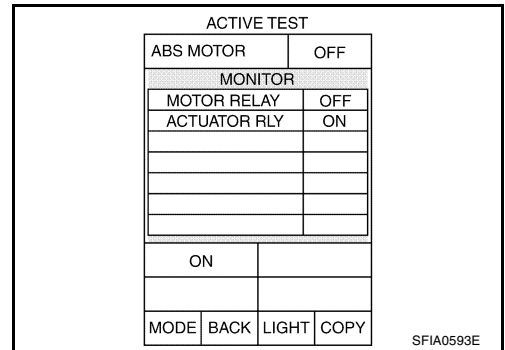 ACTIVE TEST
ABS MOTOR OFF
MONITOR
MOTOR RELAY OFF
ACTUATOR RLY ON
ON
MODE BACK LIGHT COPY
SFIA0593E